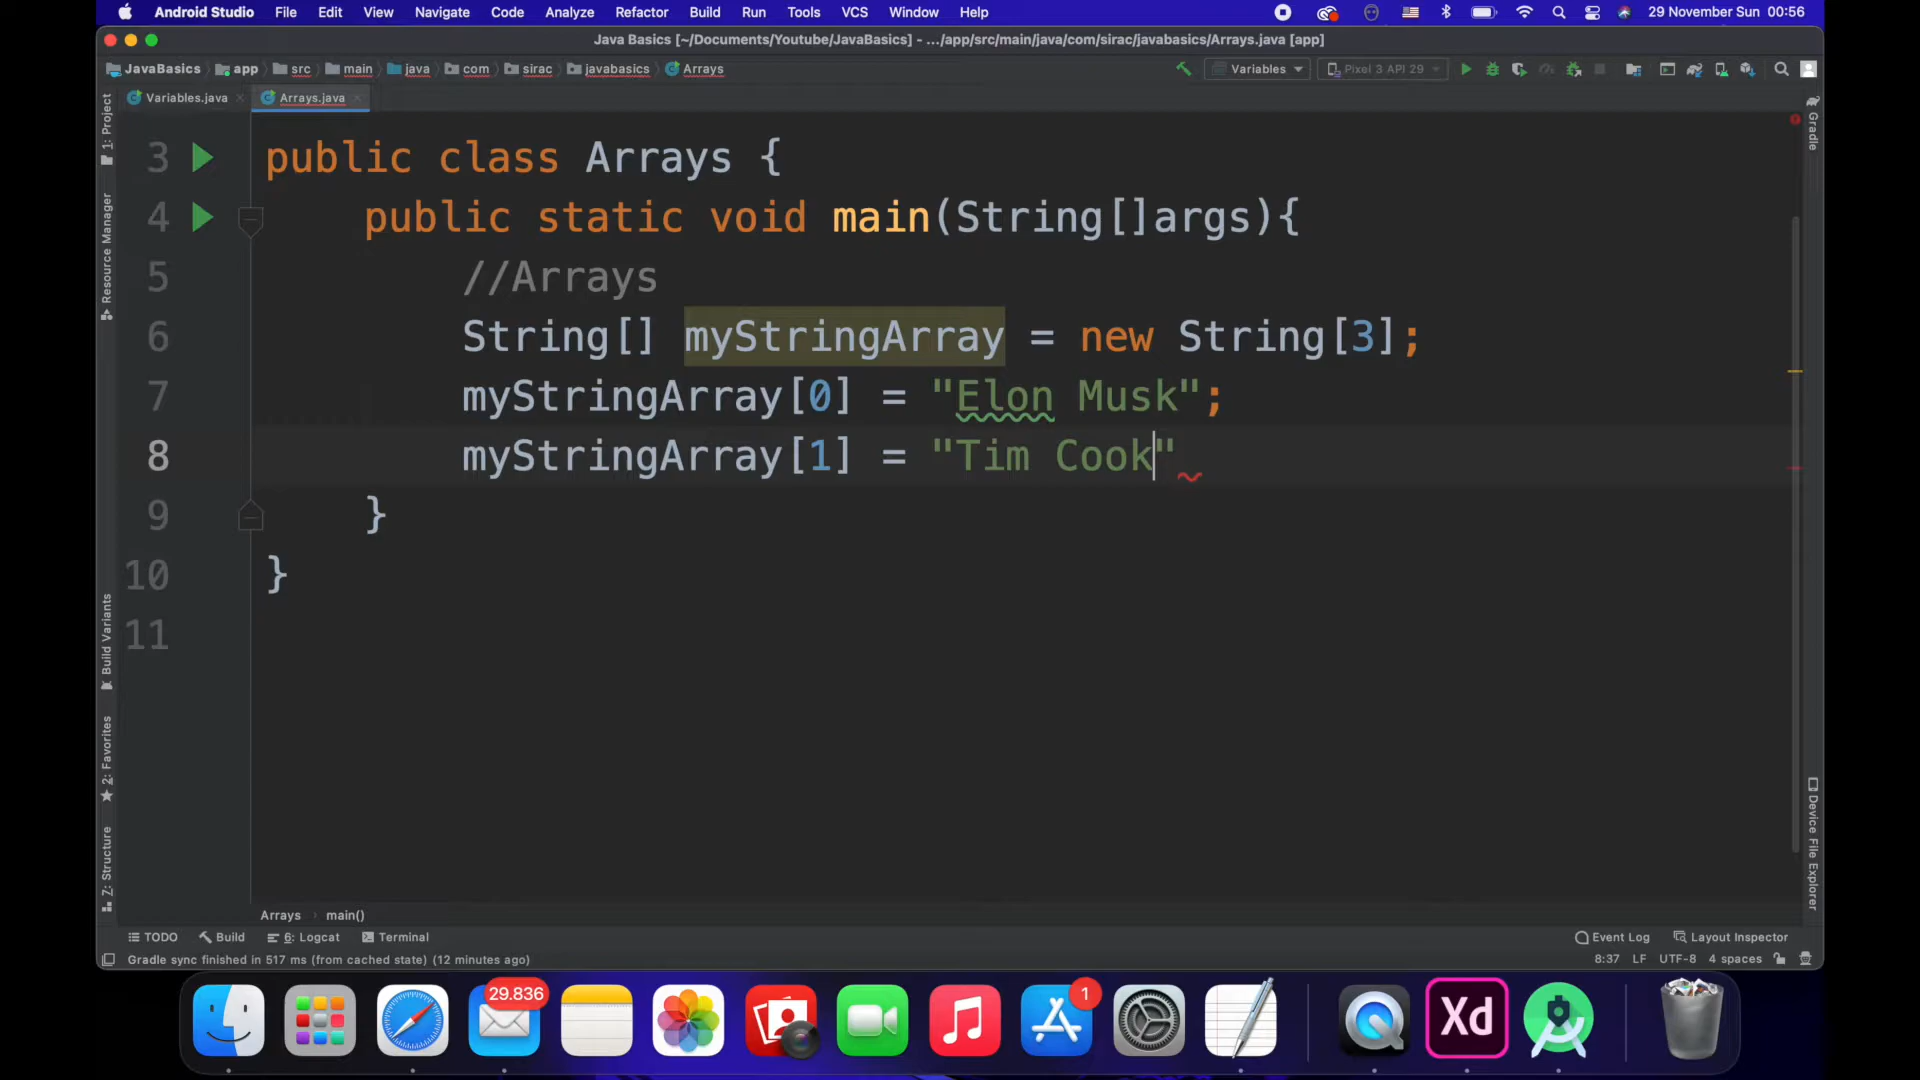 Android Studio File Edit View Navigate Code Analyze Refactor Build Run Tools VCS Window Help 29 November Sun 00:56
Java Basics [~/Documents/Youtube/JavaBasics] - .../app/src/main/java/com/sirac/javabasics/Arrays.java [app]
JavaBasics app src main java com sirac javabasics Arrays Variables Pixel 3 API 29
Variables.java Arrays.java
1: Project
Resource Manager
Build Variants
2: Favorites
Z: Structure
Gradle
Device File Explorer
3 public class Arrays {
4 public static void main(String[]args){
5 //Arrays
6 String[] myStringArray = new String[3];
7 myStringArray[0] = "Elon Musk";
8 myStringArray[1] = "Tim Cook"
9 }
10 }
11
Arrays main()
TODO Build 6: Logcat Terminal Event Log Layout Inspector
Gradle sync finished in 517 ms (from cached state) (12 minutes ago) 8:37 LF UTF-8 4 spaces
29.836 1
Xd